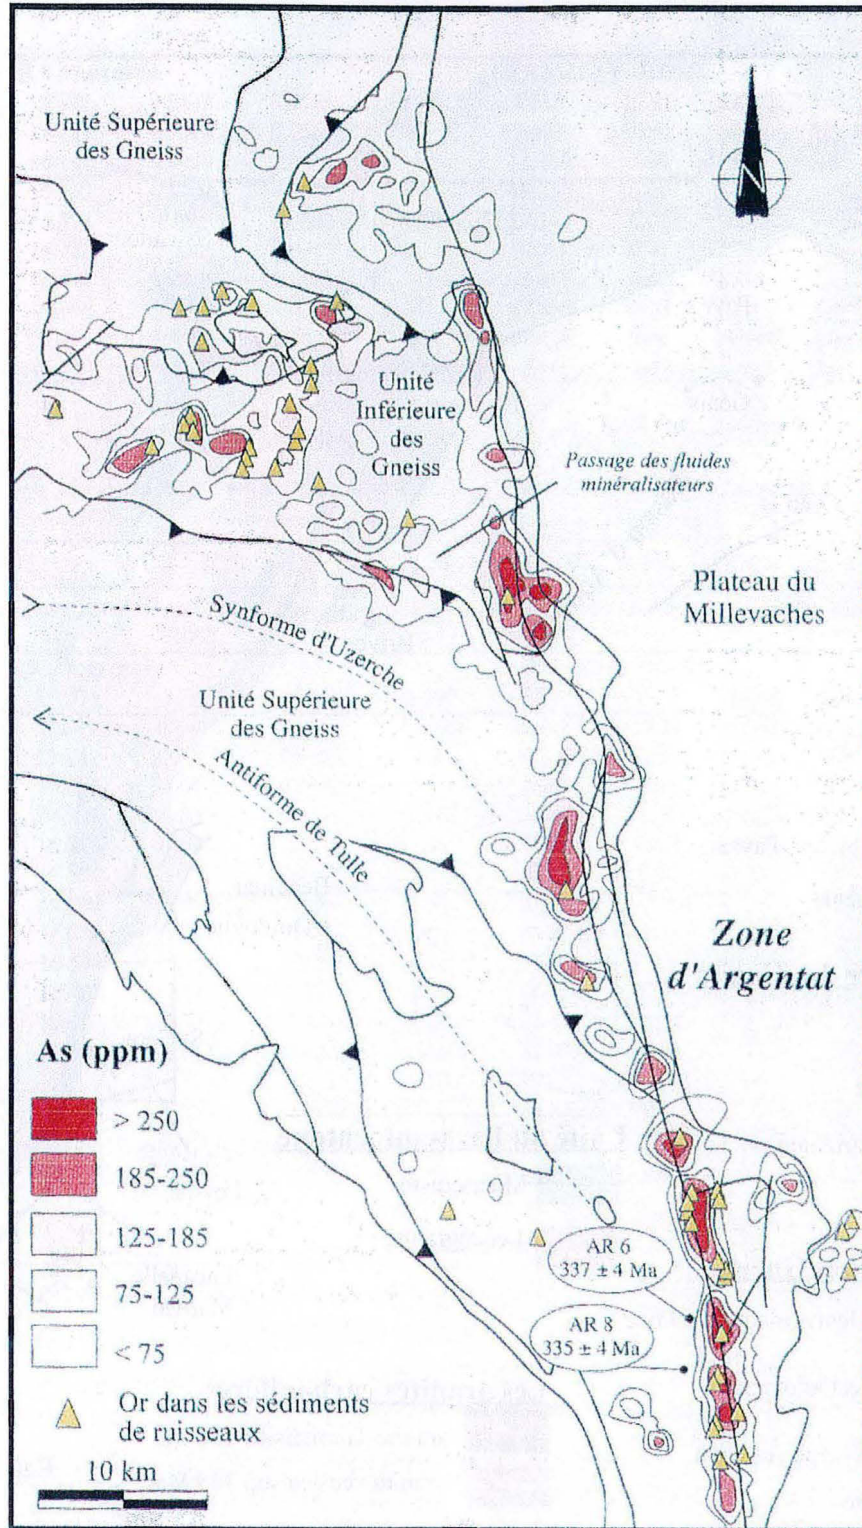 Unité Supérieure
des Gneiss
N
Unité
Inférieure
des
Gneiss
Passage des fluides
minéralisateurs
Plateau du
Millevaches
Synforme d'Uzerche
Unité Supérieure
des Gneiss
Antiforme de Tulle
Zone
d'Argentat
As (ppm)
> 250
185-250
125-185
75-125
< 75
Or dans les sédiments
de ruisseaux
10 km
AR 6
337 ± 4 Ma
AR 8
335 ± 4 Ma